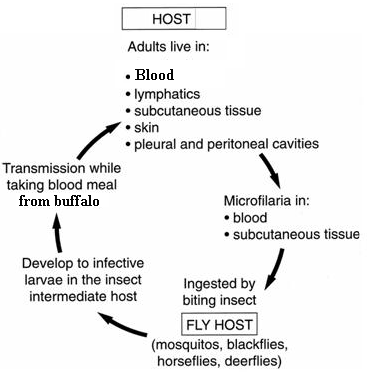 HOST
Adults live in:
• Blood
• lymphatics
• subcutaneous tissue
• skin
• pleural and peritoneal cavities
Microfilaria in:
• blood
• subcutaneous tissue
Ingested by
biting insect
FLY HOST
(mosquitos, blackflies,
horseflies, deerflies)
Develop to infective
larvae in the insect
intermediate host
Transmission while
taking blood meal
from buffalo